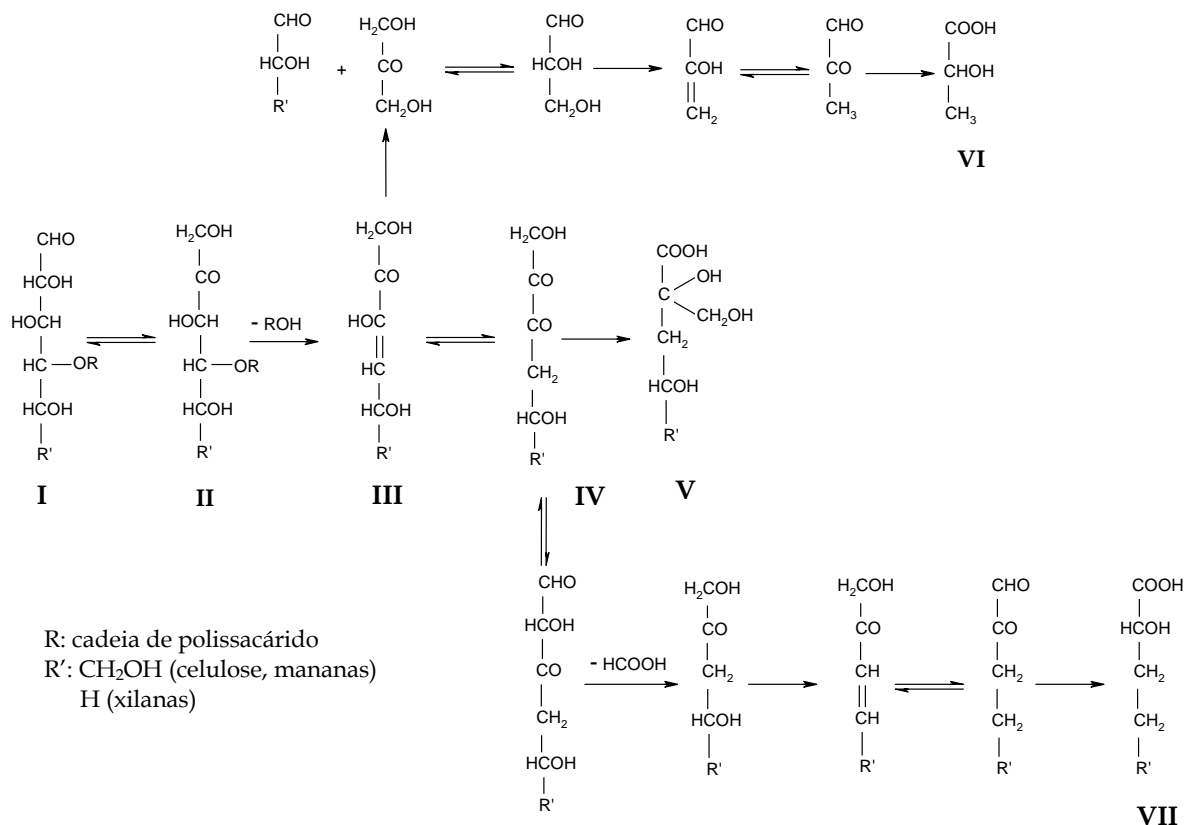 CHO
HCOH
R'
+
H₂COH
CO
CH₂OH
CHO
HCOH
CH₂OH
CHO
COH
CH₂
CHO
CO
CH₃
COOH
CHOH
CH₃
VI
CHO
HCOH
HOCH
HC—OR
HCOH
R'
I
H₂COH
CO
HOCH
HC—OR
HCOH
R'
II
- ROH
H₂COH
CO
HOC
HC
HCOH
R'
III
H₂COH
CO
CO
CH₂
HCOH
R'
IV
COOH
OH
C
CH₂OH
CH₂
HCOH
R'
V
CHO
HCOH
CO
CH₂
HCOH
R'
- HCOOH
H₂COH
CO
CH₂
HCOH
R'
H₂COH
CO
CH
CH
R'
CHO
CO
CH₂
CH₂
R'
COOH
HCOH
CH₂
CH₂
R'
VII
R: cadeia de polissacárido
R′: CH₂OH (celulose, mananas)
H (xilanas)